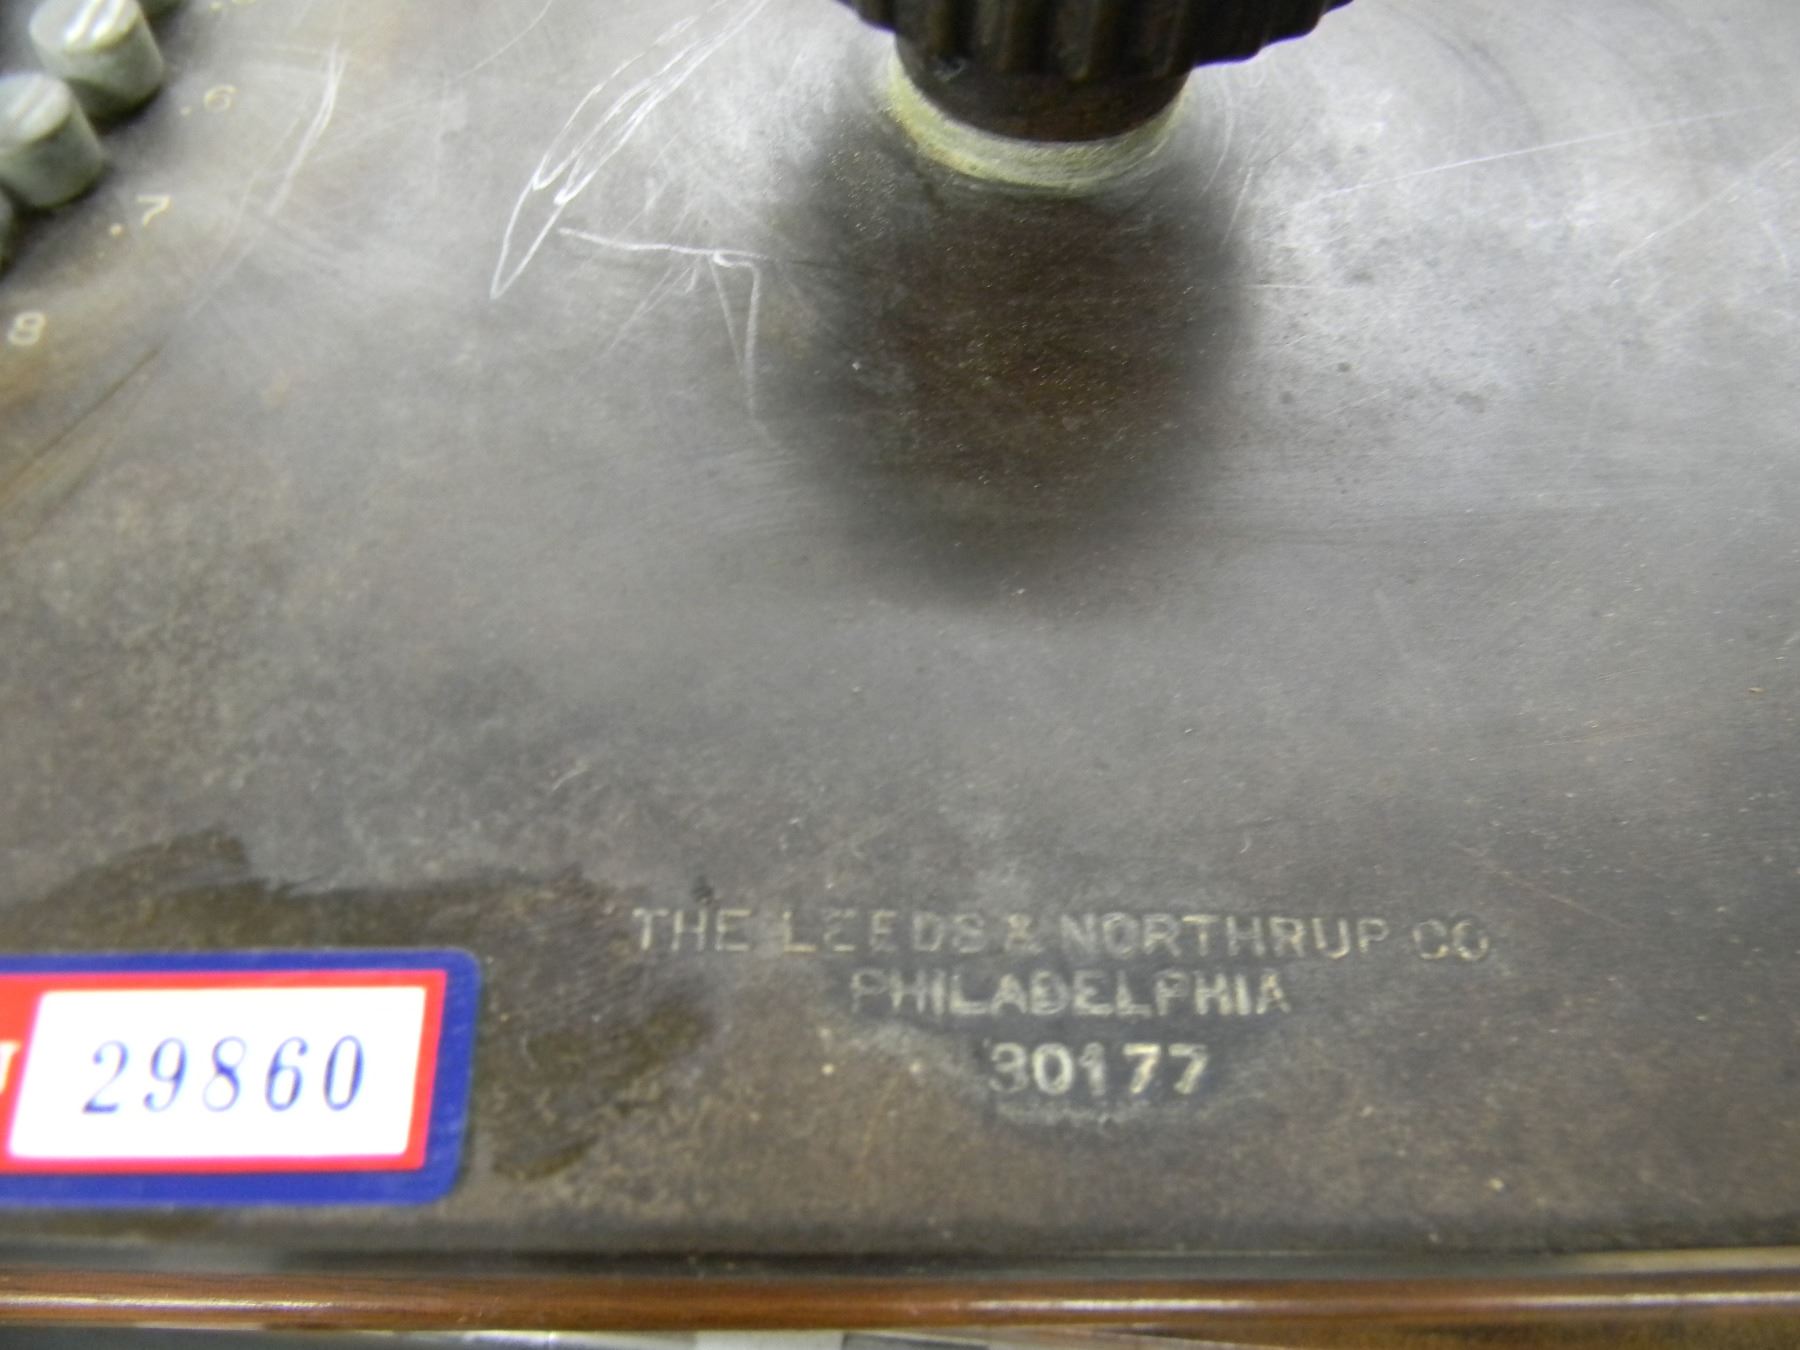 .6
.7
8
THE LEEDS & NORTHRUP CO
PHILADELPHIA
30177
29860